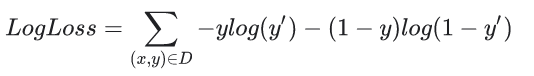 LogLoss = ∑ −ylog(y′) − (1 − y)log(1 − y′)
(x,y)∈D